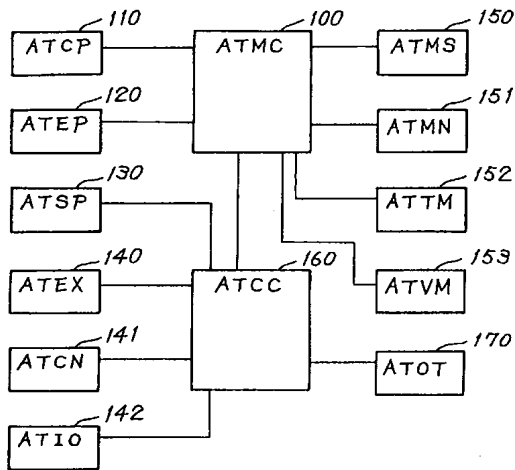 110
100
150
ATCP
ATMC
ATMS
120
151
ATEP
ATMN
130
152
ATSP
ATTM
140
160
153
ATEX
ATCC
ATVM
141
170
ATCN
ATOT
142
ATIO